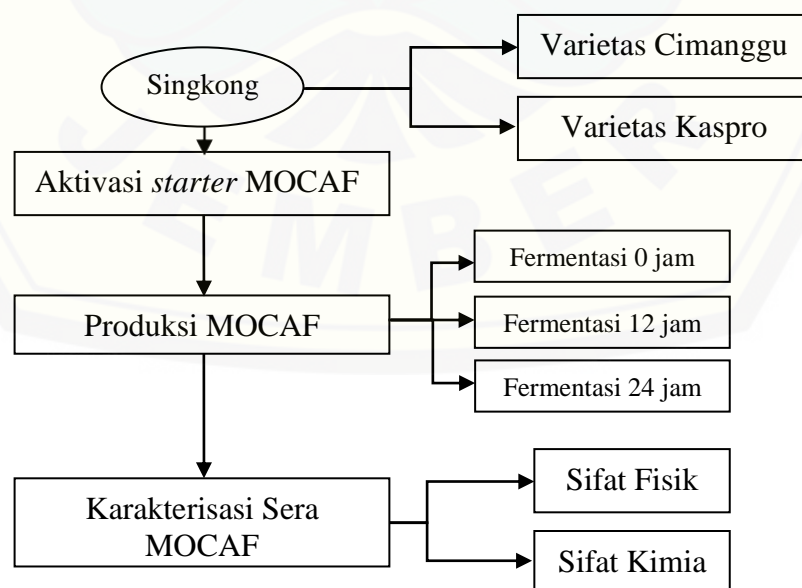 Singkong
Varietas Cimanggu
Varietas Kaspro
Aktivasi starter MOCAF
Produksi MOCAF
Fermentasi 0 jam
Fermentasi 12 jam
Fermentasi 24 jam
Karakterisasi Sera
MOCAF
Sifat Fisik
Sifat Kimia
JEMBER